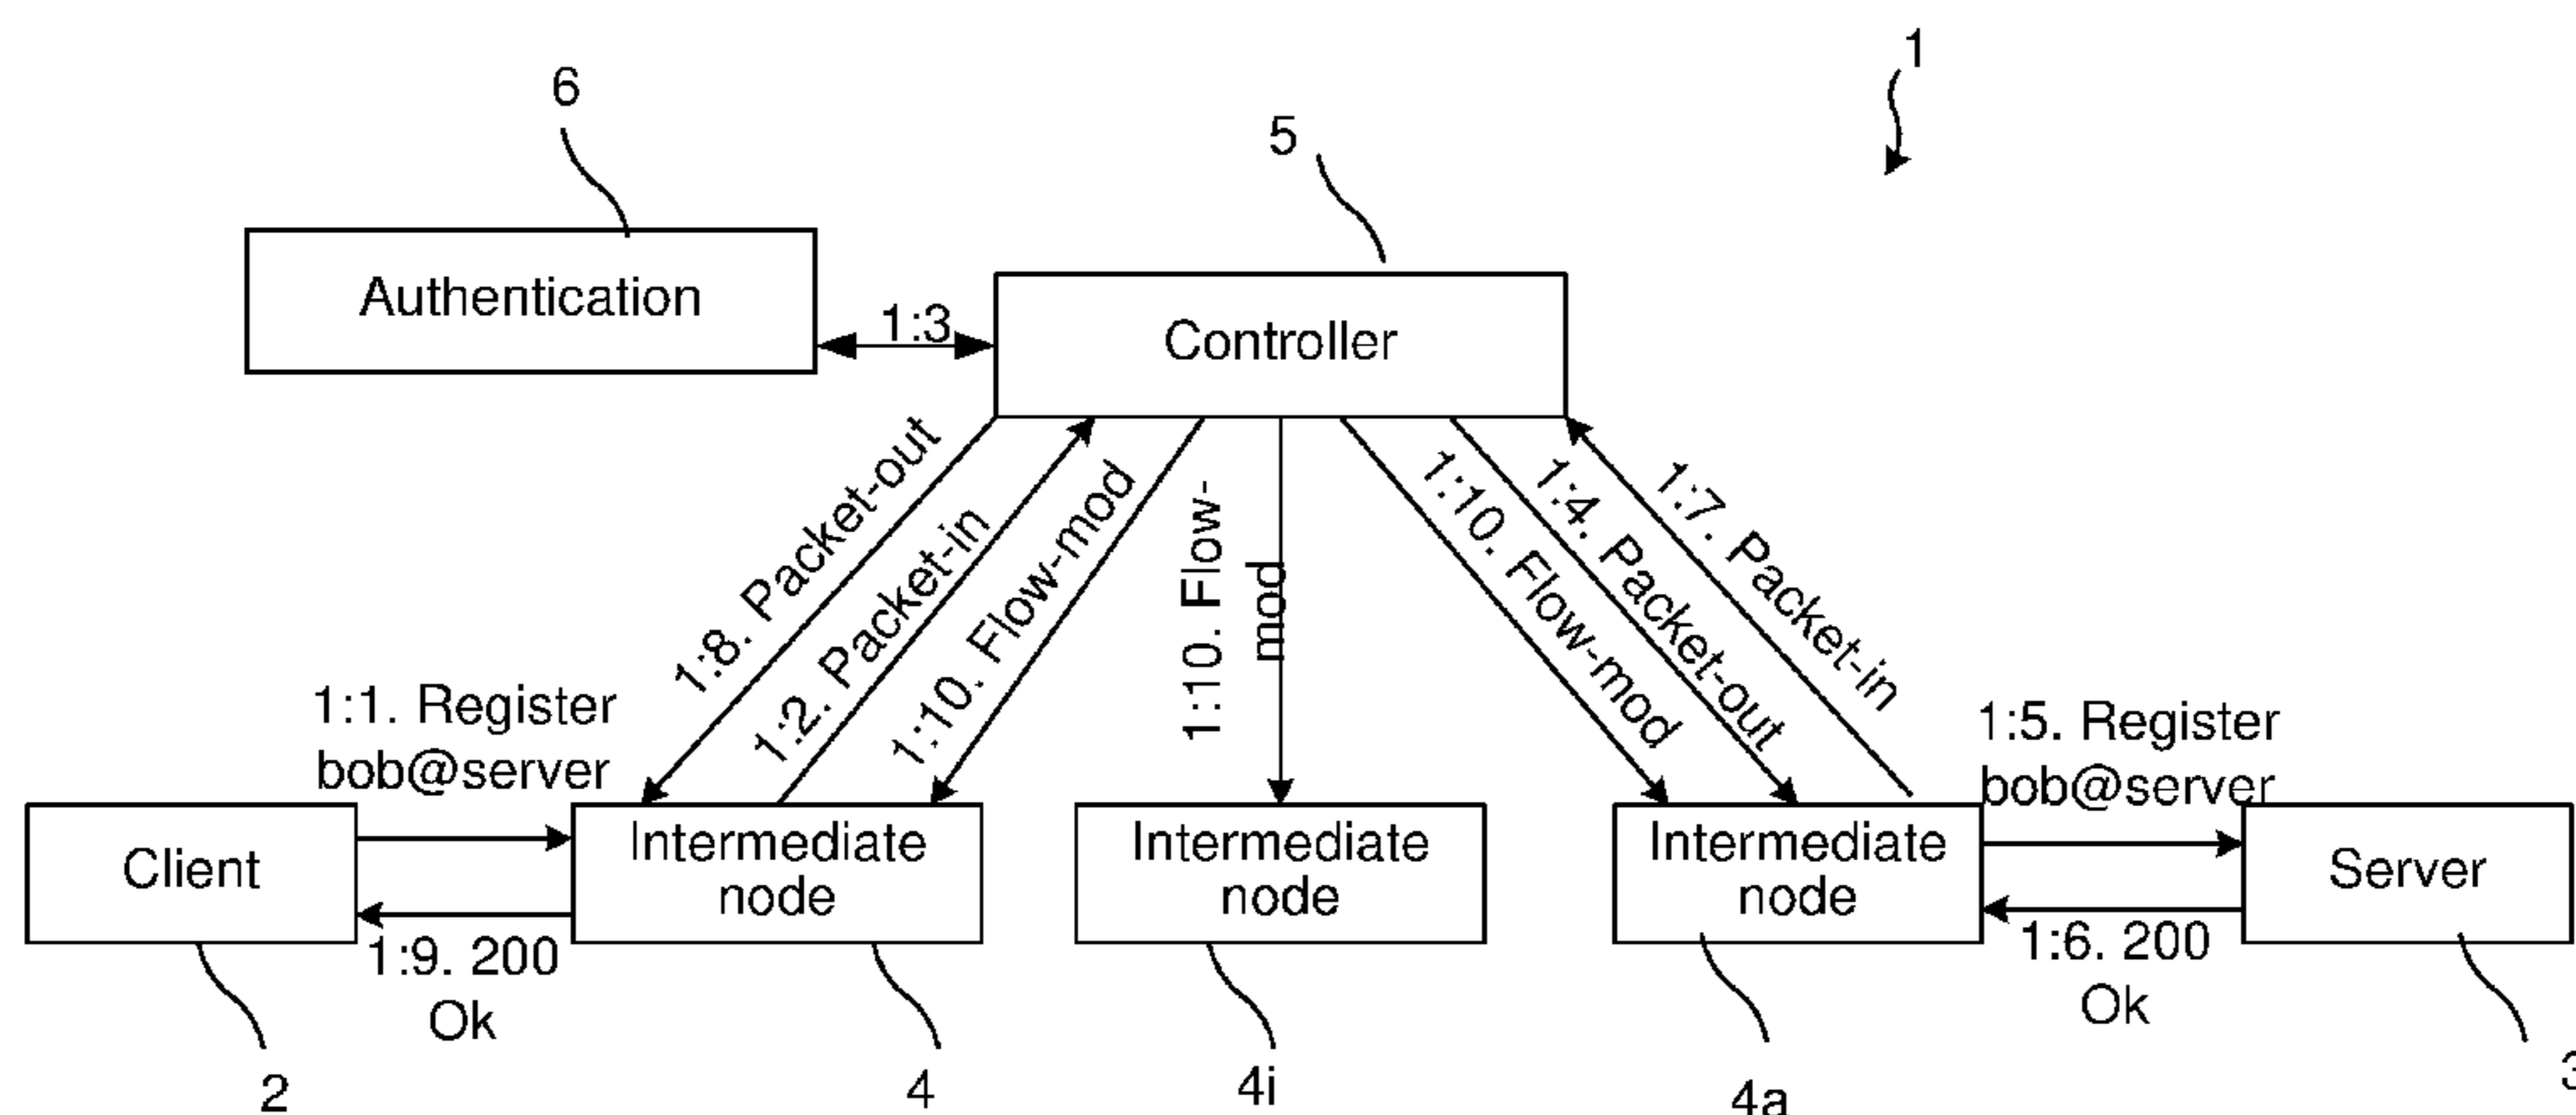 1
6
5
Authentication
1:3
Controller
1:8. Packet-out
1:2. Packet-in
1:10. Flow-mod
1:10. Flow-
mod
1:10. Flow-mod
1:4. Packet-out
1:7. Packet-in
1:1. Register
bob@server
1:5. Register
bob@server
Client
Intermediate
node
Intermediate
node
Intermediate
node
Server
1:9. 200
Ok
1:6. 200
Ok
2
4
4i
4a
3